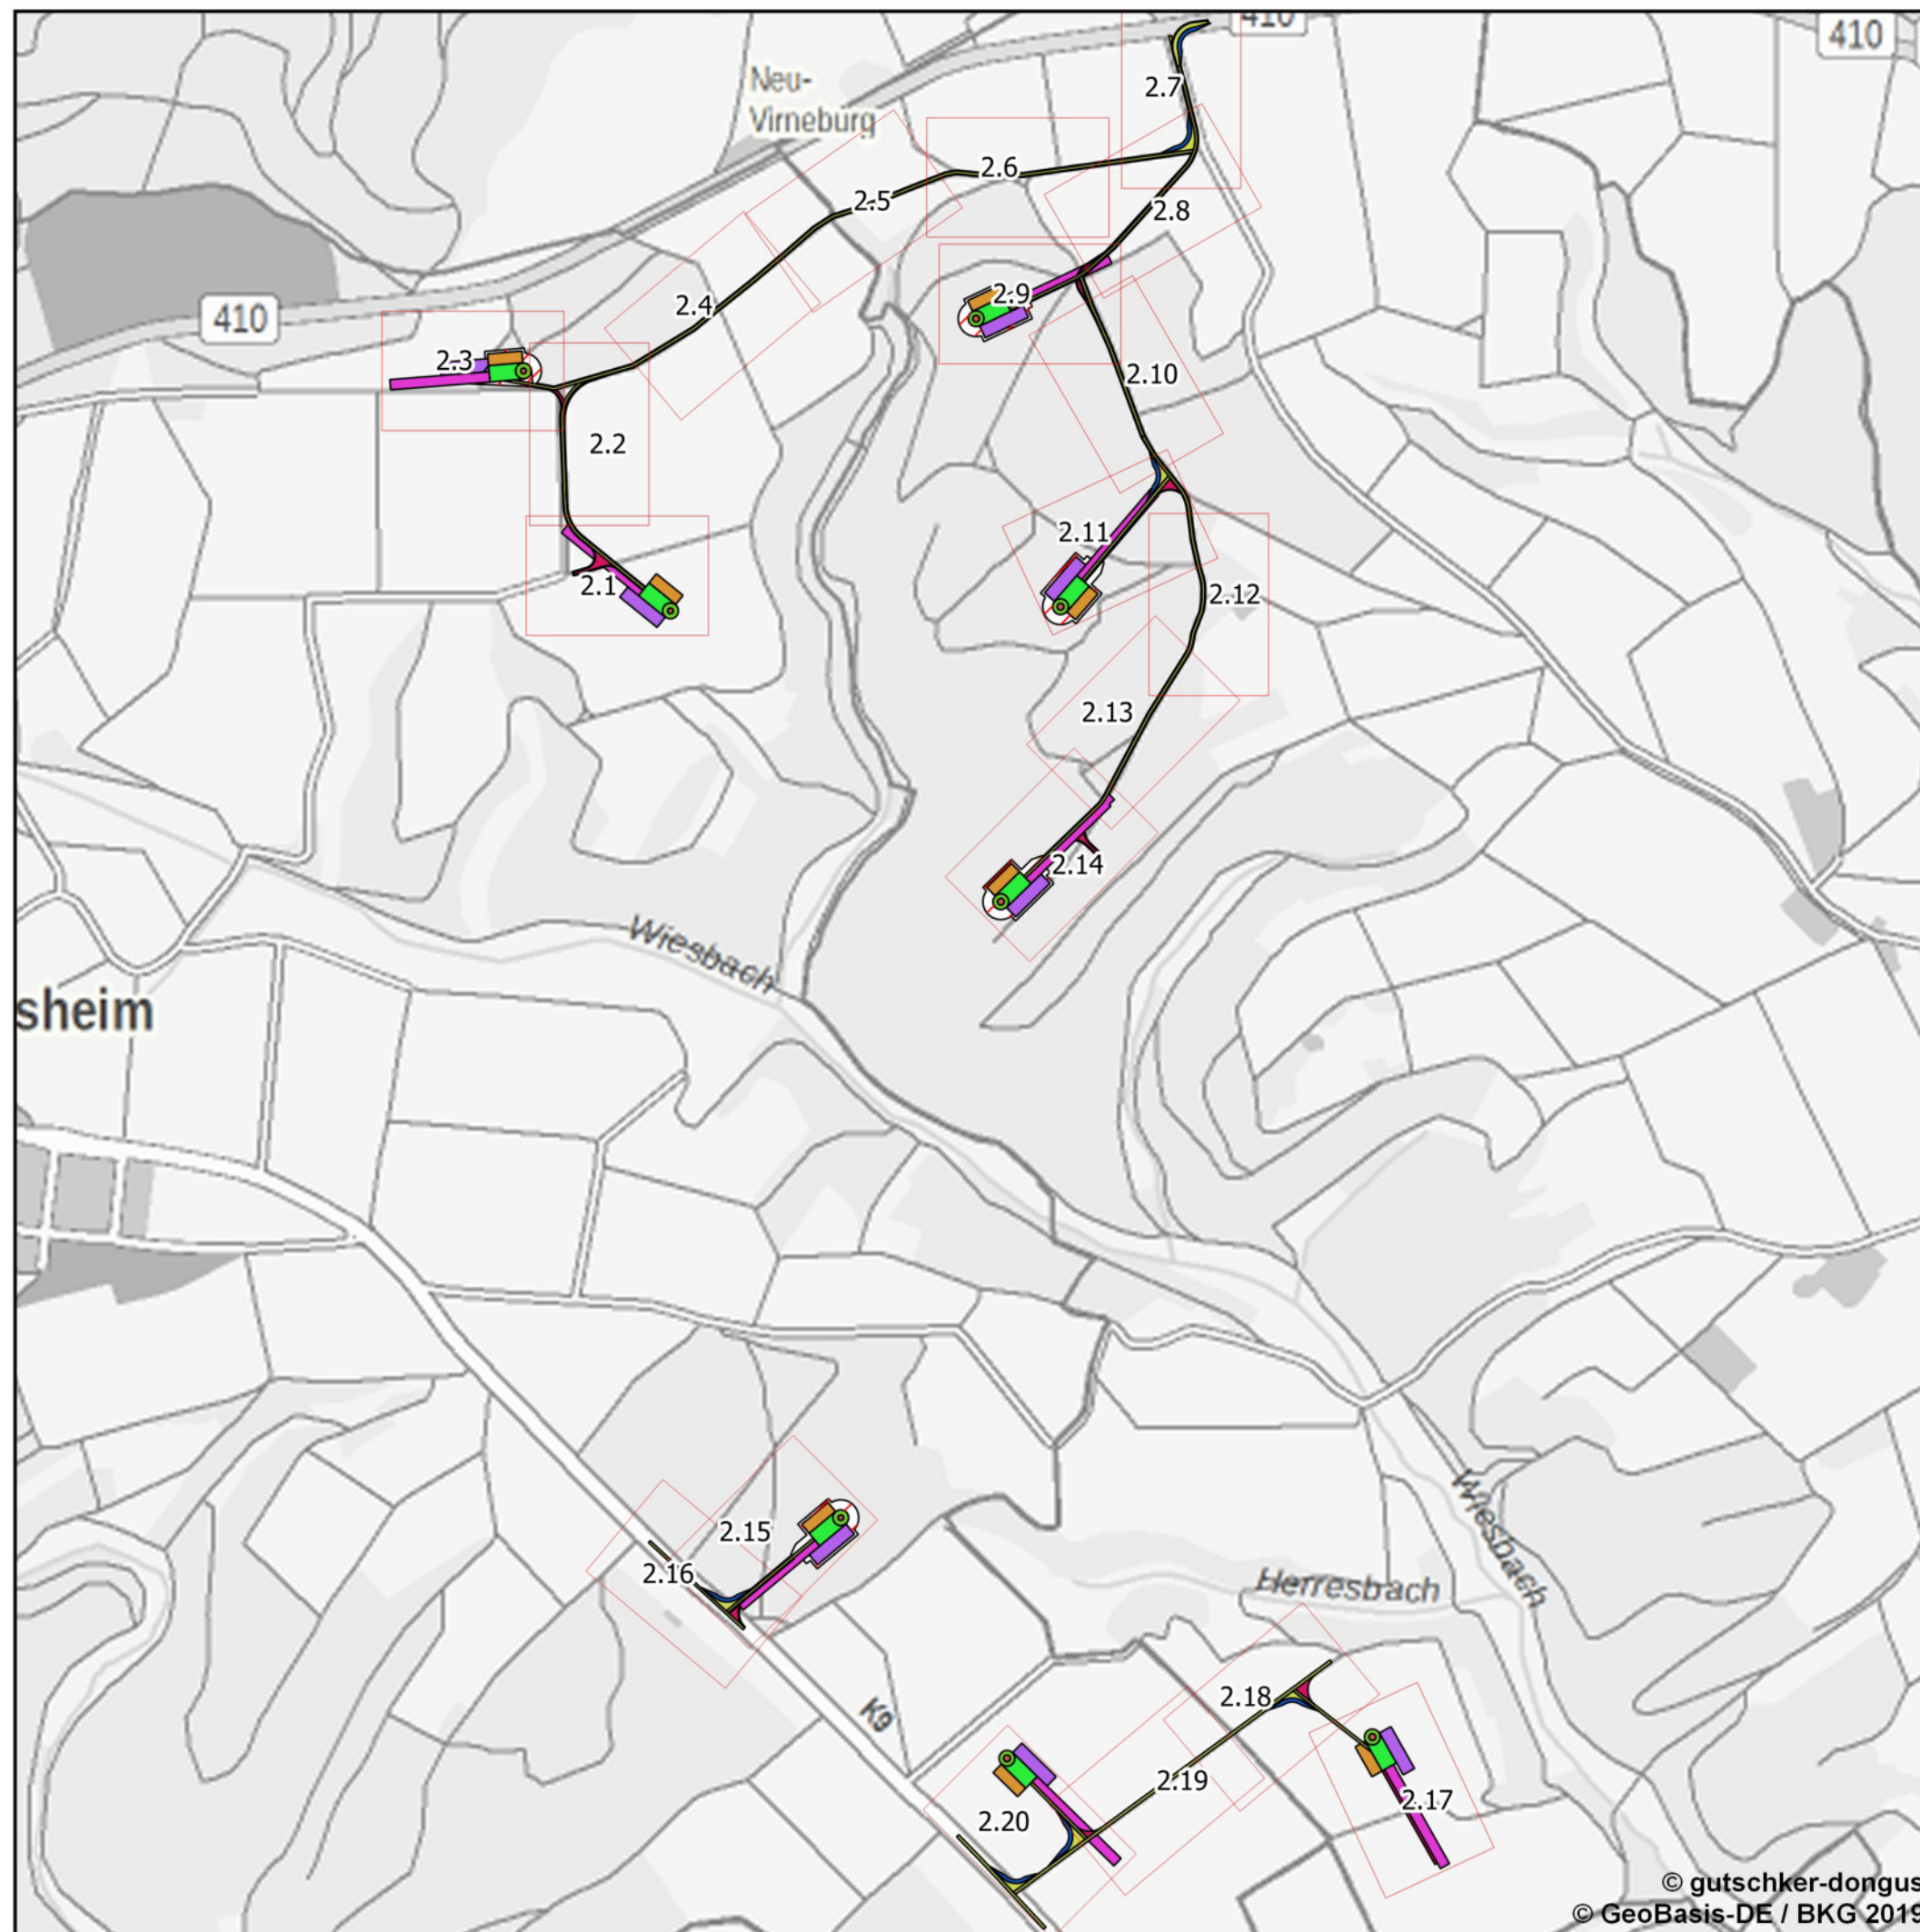 410
410
2.7
Neu-
Virneburg
2.6
2.5
2.8
2.9
2.4
410
2.3
2.10
2.2
2.11
2.1
2.12
2.13
2.14
Wiesbach
sheim
2.15
2.16
Wiesbach
Herresbach
2.18
K9
2.19
2.17
2.20
© gutschker-dongus
© GeoBasis-DE / BKG 2019